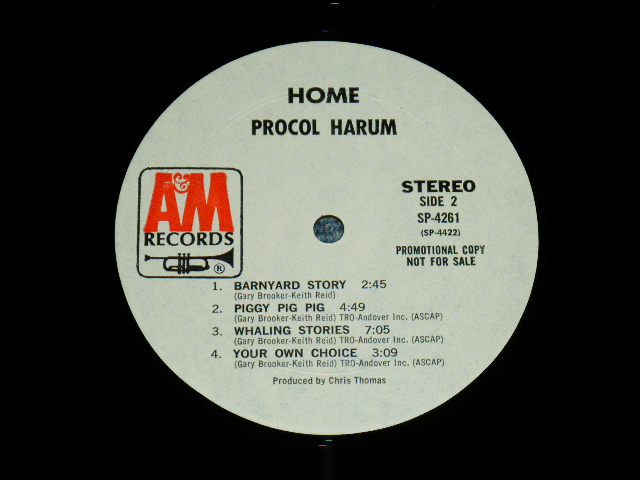 HOME
PROCOL HARUM
A&M
RECORDS
®
STEREO
SIDE 2
SP-4261
(SP-4422)
PROMOTIONAL COPY
NOT FOR SALE
1. BARNYARD STORY 2:45
(Gary Brooker-Keith Reid)
2. PIGGY PIG PIG 4:49
(Gary Brooker-Keith Reid) TRO-Andover Inc. (ASCAP)
3. WHALING STORIES 7:05
(Gary Brooker-Keith Reid) TRO-Andover Inc. (ASCAP)
4. YOUR OWN CHOICE 3:09
(Gary Brooker-Keith Reid) TRO-Andover Inc. (ASCAP)
Produced by Chris Thomas